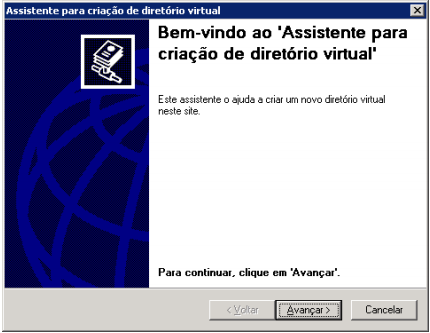 Assistente para criação de diretório virtual
Bem-vindo ao 'Assistente para
criação de diretório virtual'
Este assistente o ajuda a criar um novo diretório virtual
neste site.
Para continuar, clique em 'Avançar'.
< Voltar
Avançar >
Cancelar